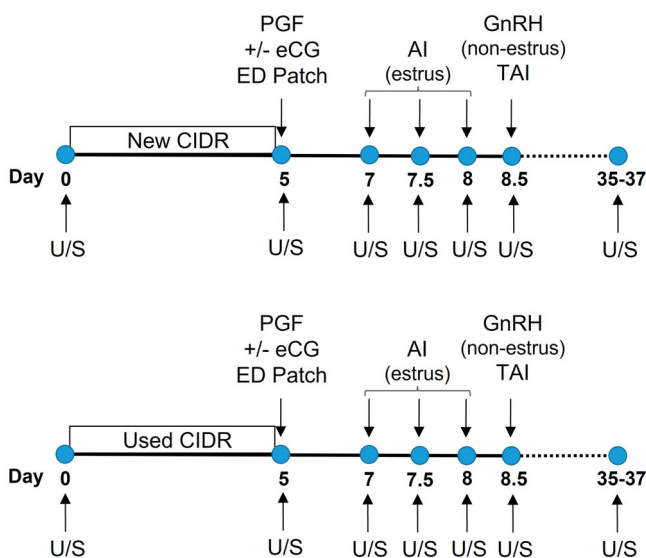 PGF
+/- eCG
ED Patch
AI
(estrus)
GnRH
(non-estrus)
TAI
New CIDR
Day 0 5 7 7.5 8 8.5 35-37
U/S U/S U/S U/S U/S U/S U/S
PGF
+/- eCG
ED Patch
AI
(estrus)
GnRH
(non-estrus)
TAI
Used CIDR
Day 0 5 7 7.5 8 8.5 35-37
U/S U/S U/S U/S U/S U/S U/S